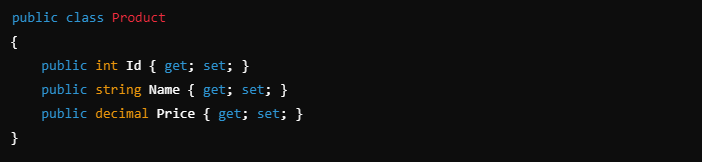 public class Product
{
    public int Id { get; set; }
    public string Name { get; set; }
    public decimal Price { get; set; }
}